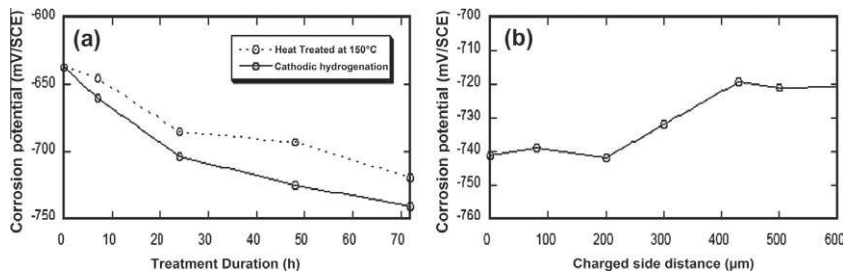 (a)
Heat Treated at 150°C
Cathodic hydrogenation
Corrosion potential (mV/SCE)
-600
-650
-700
-750
0 10 20 30 40 50 60 70
Treatment Duration (h)
(b)
Corrosion potential (mV/SCE)
-700
-710
-720
-730
-740
-750
-760
0 100 200 300 400 500 600
Charged side distance (µm)